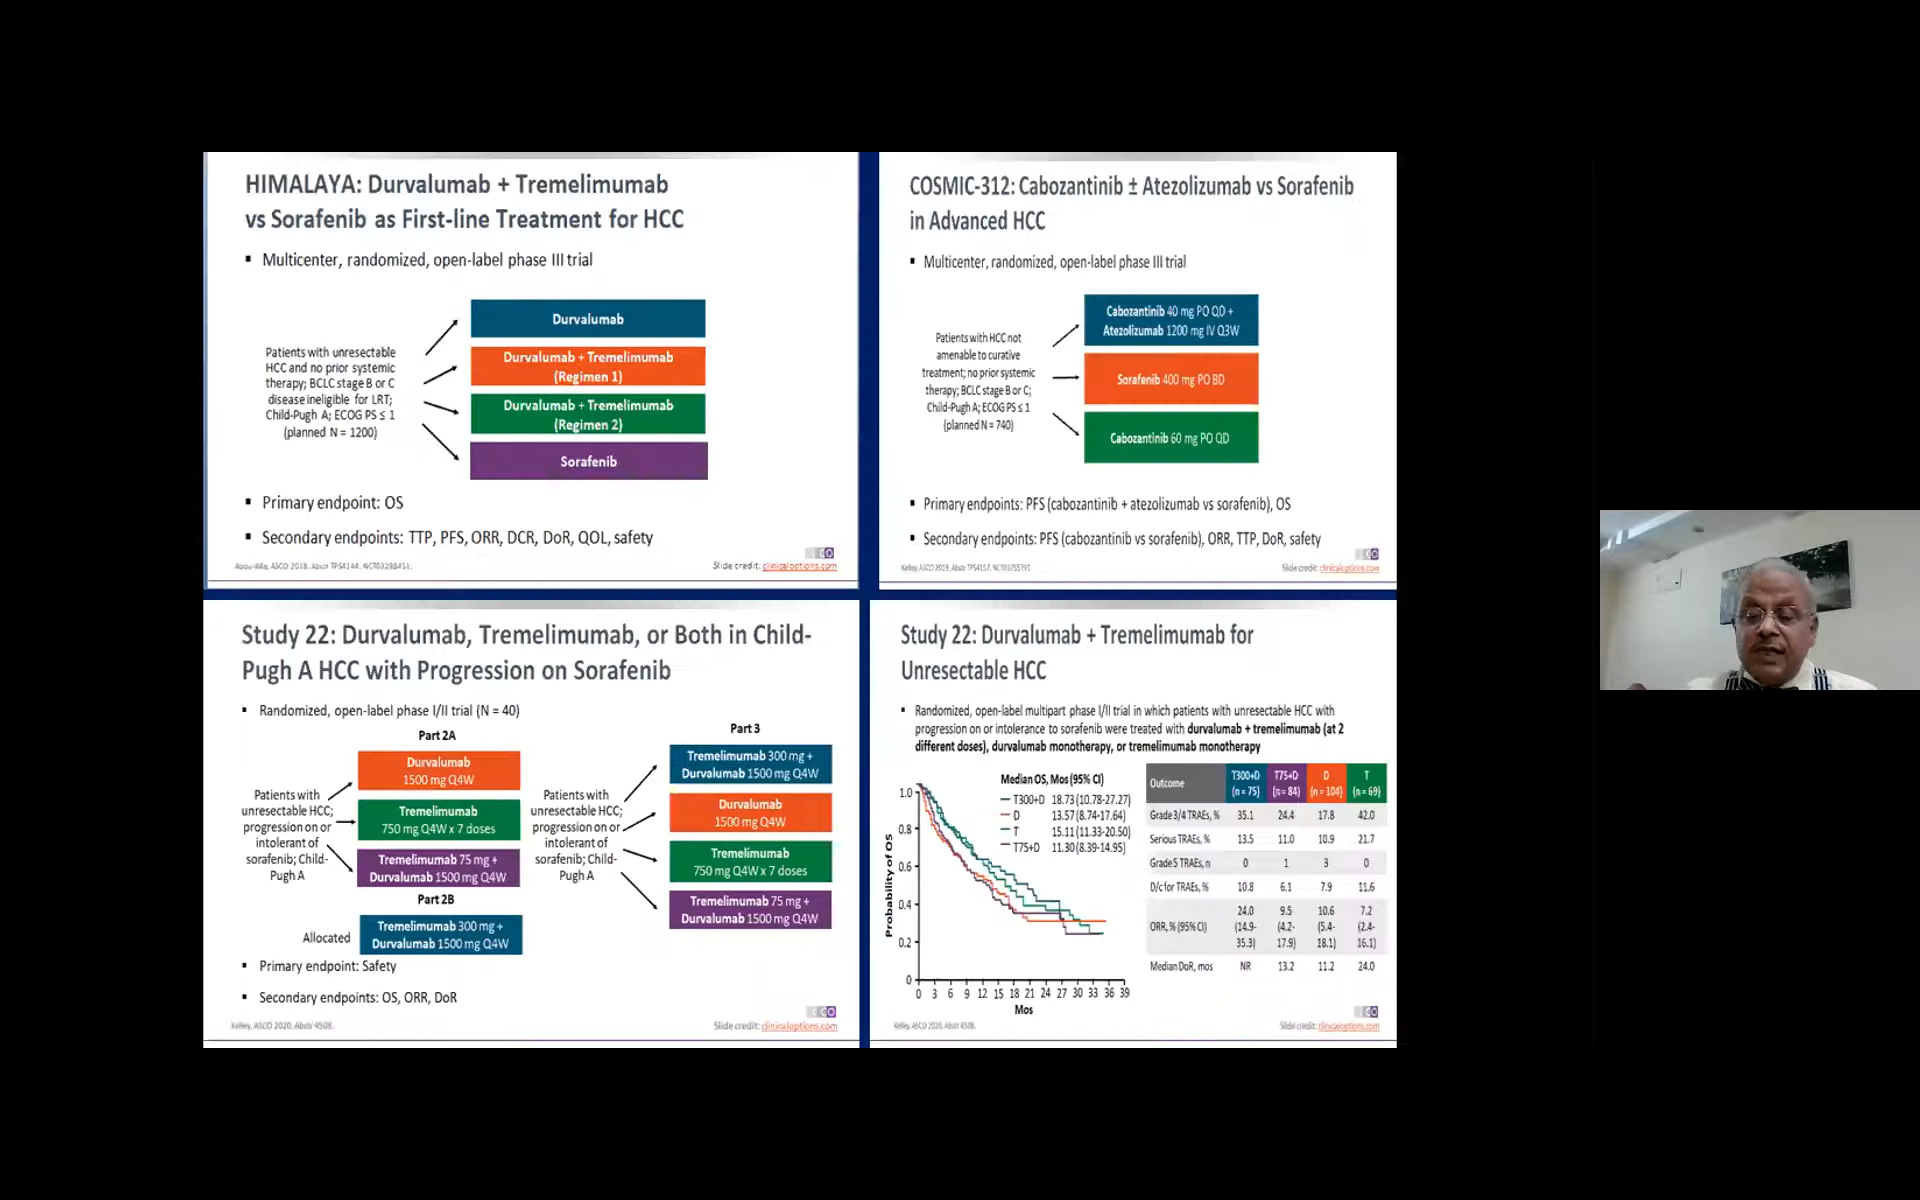 HIMALAYA: Durvalumab + Tremelimumab
vs Sorafenib as First-line Treatment for HCC
▪ Multicenter, randomized, open-label phase III trial
Patients with unresectable
HCC and no prior systemic
therapy; BCLC stage B or C
disease ineligible for LRT;
Child-Pugh A; ECOG PS ≤ 1
(planned N = 1200)
Durvalumab
Durvalumab + Tremelimumab
(Regimen 1)
Durvalumab + Tremelimumab
(Regimen 2)
Sorafenib
▪ Primary endpoint: OS
▪ Secondary endpoints: TTP, PFS, ORR, DCR, DoR, QOL, safety
Slide credit: clinicaloptions.com
COSMIC-312: Cabozantinib ± Atezolizumab vs Sorafenib
in Advanced HCC
▪ Multicenter, randomized, open-label phase III trial
Patients with HCC not
amenable to curative
treatment; no prior systemic
therapy; BCLC stage B or C;
Child-Pugh A; ECOG PS ≤ 1
(planned N = 740)
Cabozantinib 40 mg PO QD +
Atezolizumab 1200 mg IV Q3W
Sorafenib 400 mg PO BD
Cabozantinib 60 mg PO QD
▪ Primary endpoints: PFS (cabozantinib + atezolizumab vs sorafenib), OS
▪ Secondary endpoints: PFS (cabozantinib vs sorafenib), ORR, TTP, DoR, safety
Kelley. ASCO 2019. Abstr TPS4157.
Slide credit: clinicaloptions.com
Study 22: Durvalumab, Tremelimumab, or Both in Child-
Pugh A HCC with Progression on Sorafenib
▪ Randomized, open-label phase I/II trial (N = 40)
Part 2A
Patients with
unresectable HCC;
progression on or
intolerant of
sorafenib; Child-
Pugh A
Durvalumab
1500 mg Q4W
Tremelimumab
750 mg Q4W x 7 doses
Tremelimumab 75 mg +
Durvalumab 1500 mg Q4W
Part 2B
Allocated
Tremelimumab 300 mg +
Durvalumab 1500 mg Q4W
Part 3
Patients with
unresectable HCC;
progression on or
intolerant of
sorafenib; Child-
Pugh A
Tremelimumab 300 mg +
Durvalumab 1500 mg Q4W
Durvalumab
1500 mg Q4W
Tremelimumab
750 mg Q4W x 7 doses
Tremelimumab 75 mg +
Durvalumab 1500 mg Q4W
▪ Primary endpoint: Safety
▪ Secondary endpoints: OS, ORR, DoR
Kelley. ASCO 2020. Abstr 4508.
Slide credit: clinicaloptions.com
Study 22: Durvalumab + Tremelimumab for
Unresectable HCC
▪ Randomized, open-label multipart phase I/II trial in which patients with unresectable HCC with
progression on or intolerance to sorafenib were treated with durvalumab + tremelimumab (at 2
different doses), durvalumab monotherapy, or tremelimumab monotherapy
Median OS, Mos (95% CI)
T300+D 18.73 (10.78-27.27)
D 13.57 (8.74-17.64)
T 15.11 (11.33-20.50)
T75+D 11.30 (8.39-14.95)
Probability of OS
1.0
0.8
0.6
0.4
0.2
0
0 3 6 9 12 15 18 21 24 27 30 33 36 39
Mos
Outcome T300+D (n = 75) T75+D (n = 84) D (n = 104) T (n = 69)
Grade 3/4 TRAEs, % 35.1 24.4 17.8 42.0
Serious TRAEs, % 13.5 11.0 10.9 21.7
Grade 5 TRAEs, n 0 1 3 0
D/c for TRAEs, % 10.8 6.1 7.9 11.6
ORR, % (95% CI) 24.0 (14.9-35.3) 9.5 (4.2-17.9) 10.6 (5.4-18.1) 7.2 (2.4-16.1)
Median DoR, mos NR 13.2 11.2 24.0
Kelley. ASCO 2020. Abstr 4508.
Slide credit: clinicaloptions.com